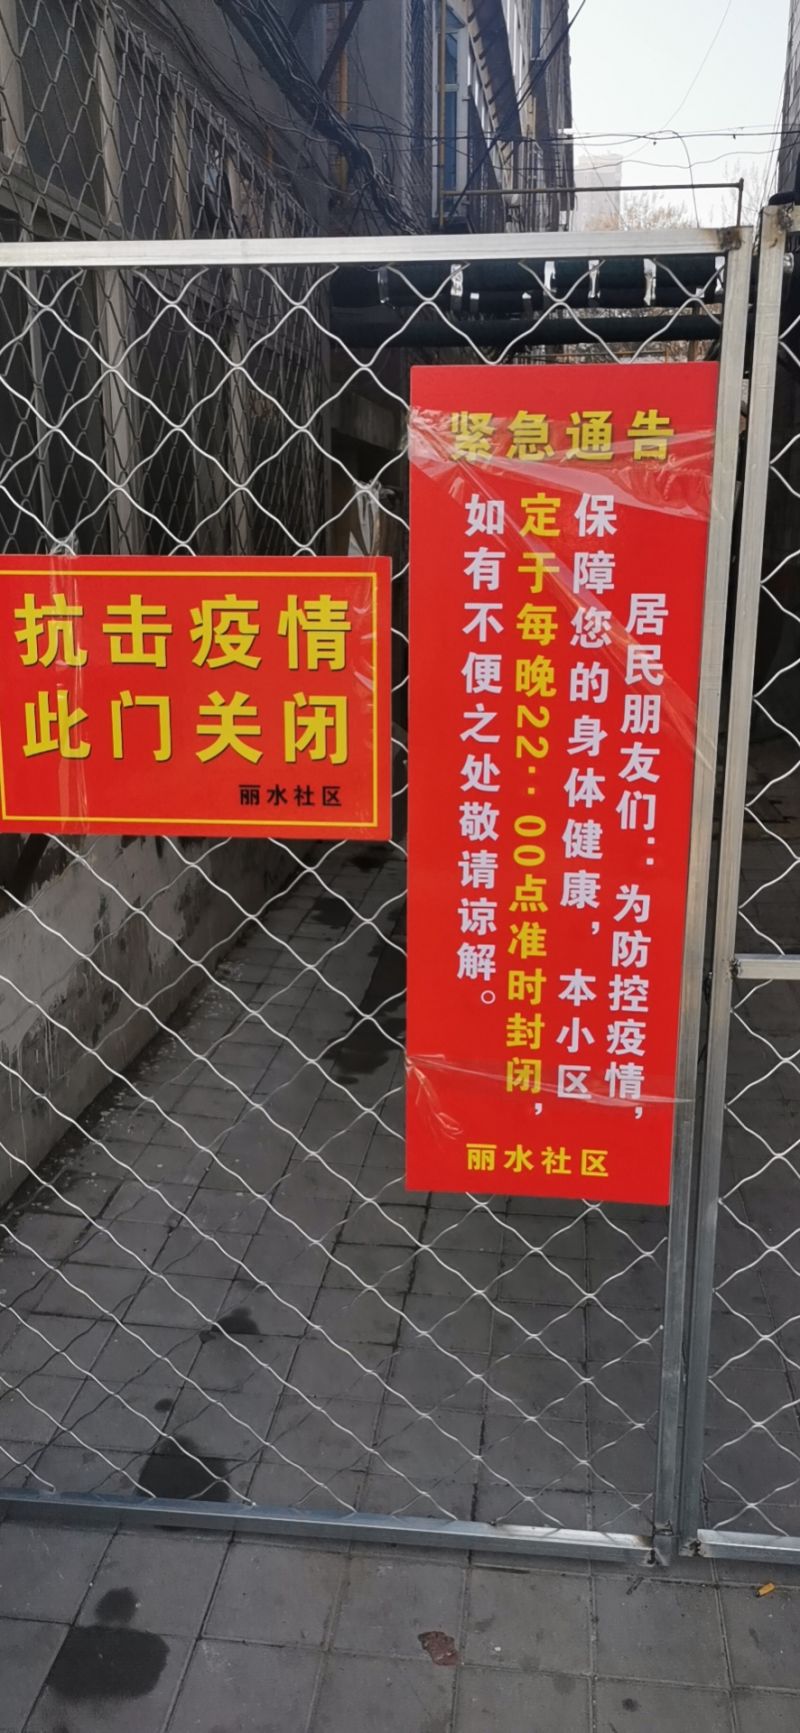 抗击疫情
此门关闭
丽水社区
紧急通告
居民朋友们：为防控疫情，
保障您的身体健康，本小区
定于每晚22：00点准时封闭，
如有不便之处敬请谅解。
丽水社区